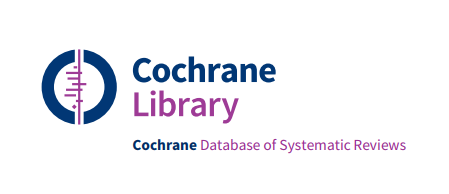 Cochrane
Library
Cochrane Database of Systematic Reviews